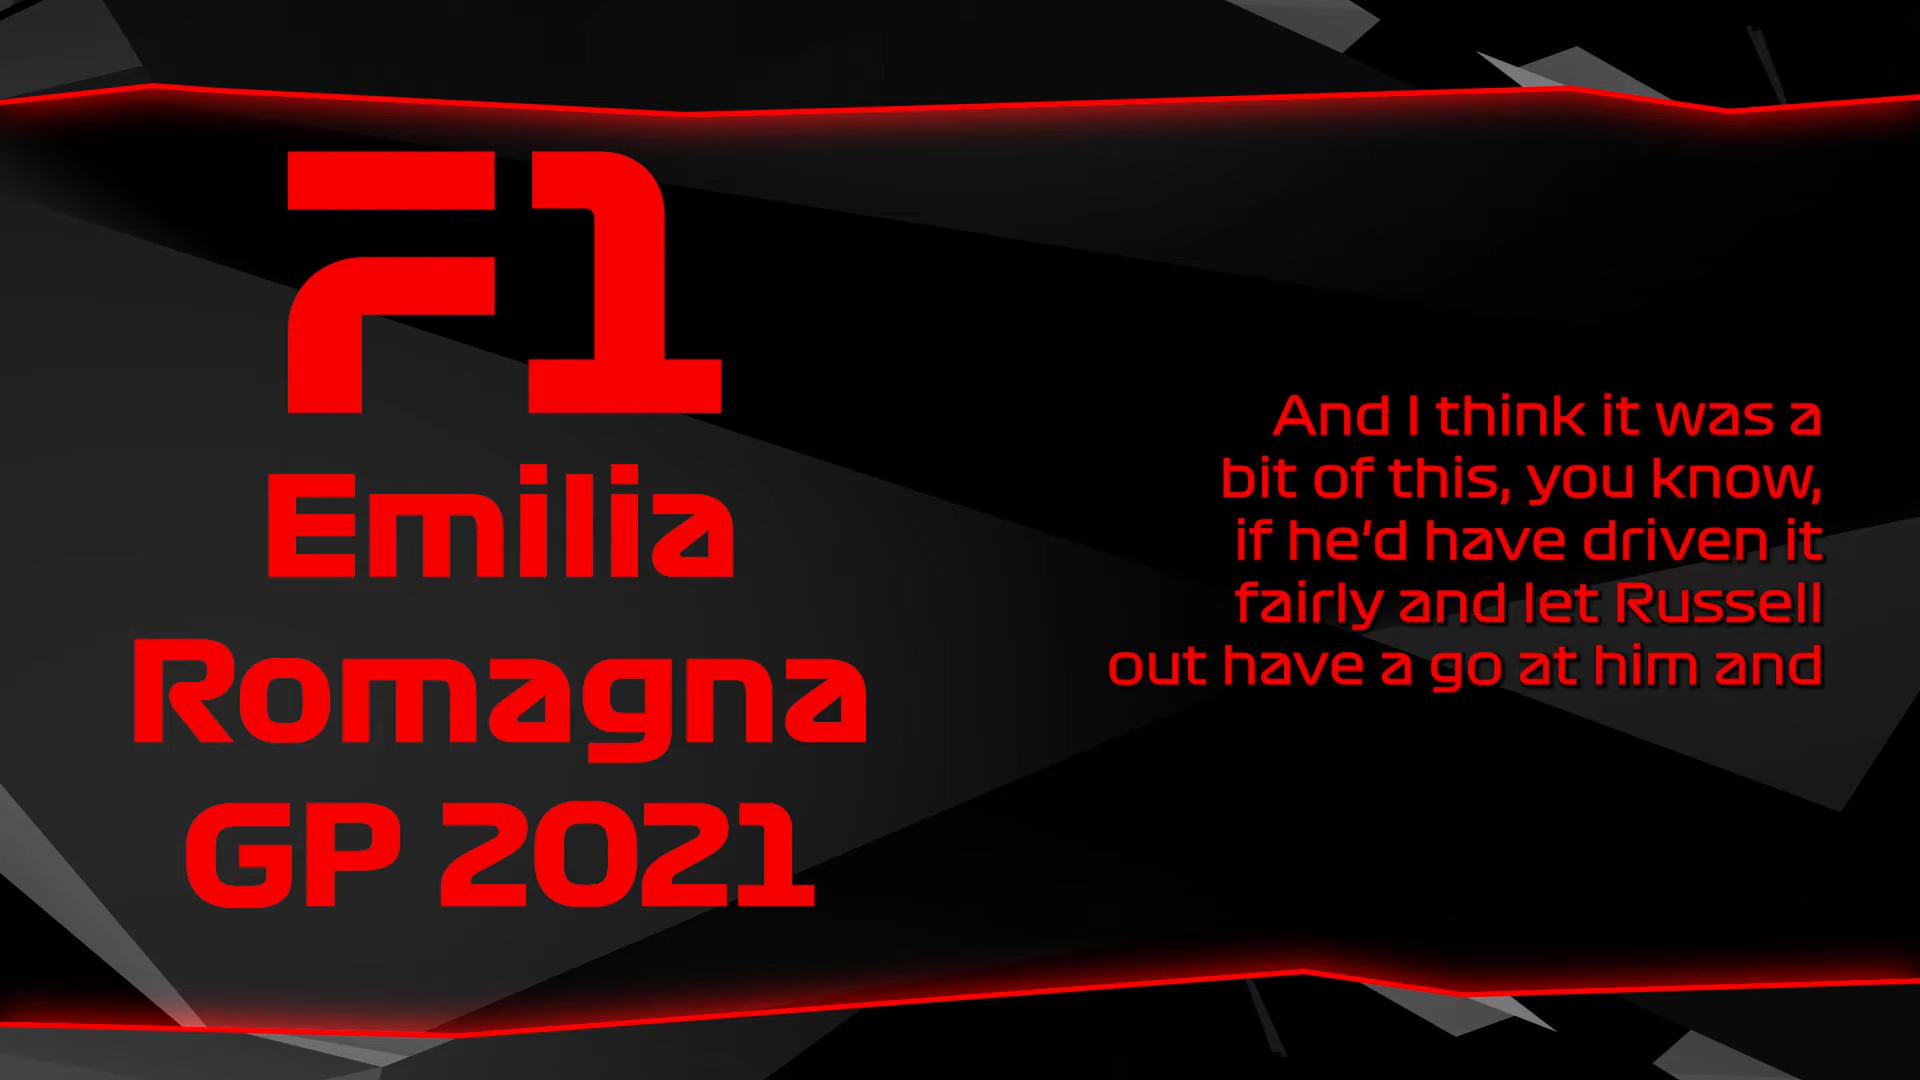 F1
Emilia
Romagna
GP 2021
And I think it was a
bit of this, you know,
if he'd have driven it
fairly and let Russell
out have a go at him and